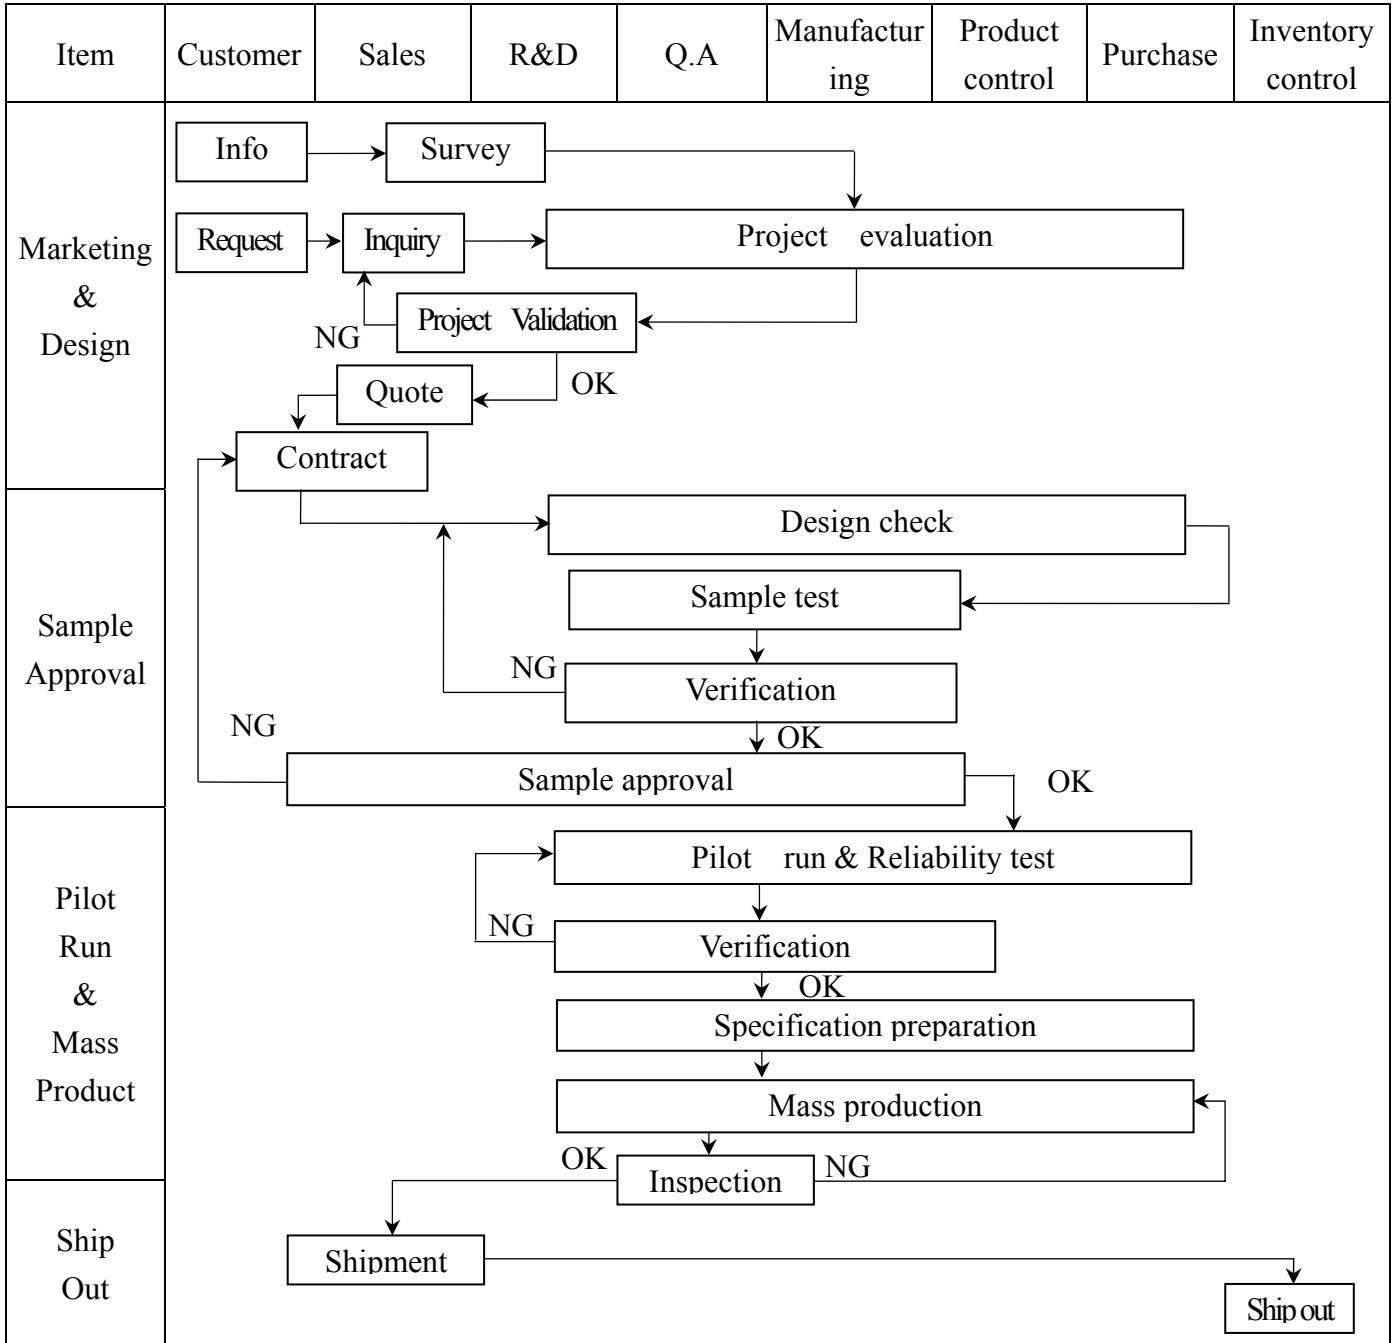 Item
Customer
Sales
R&D
Q.A
Manufactur
ing
Product
control
Purchase
Inventory
control
Marketing
&
Design
Info
Survey
Request
Inquiry
Project evaluation
NG
Project Validation
Quote
OK
Contract
Sample
Approval
Design check
Sample test
NG
Verification
NG
OK
Sample approval
OK
Pilot
Run
&
Mass
Product
Pilot run & Reliability test
NG
Verification
OK
Specification preparation
Mass production
OK
Inspection
NG
Ship
Out
Shipment
Ship out